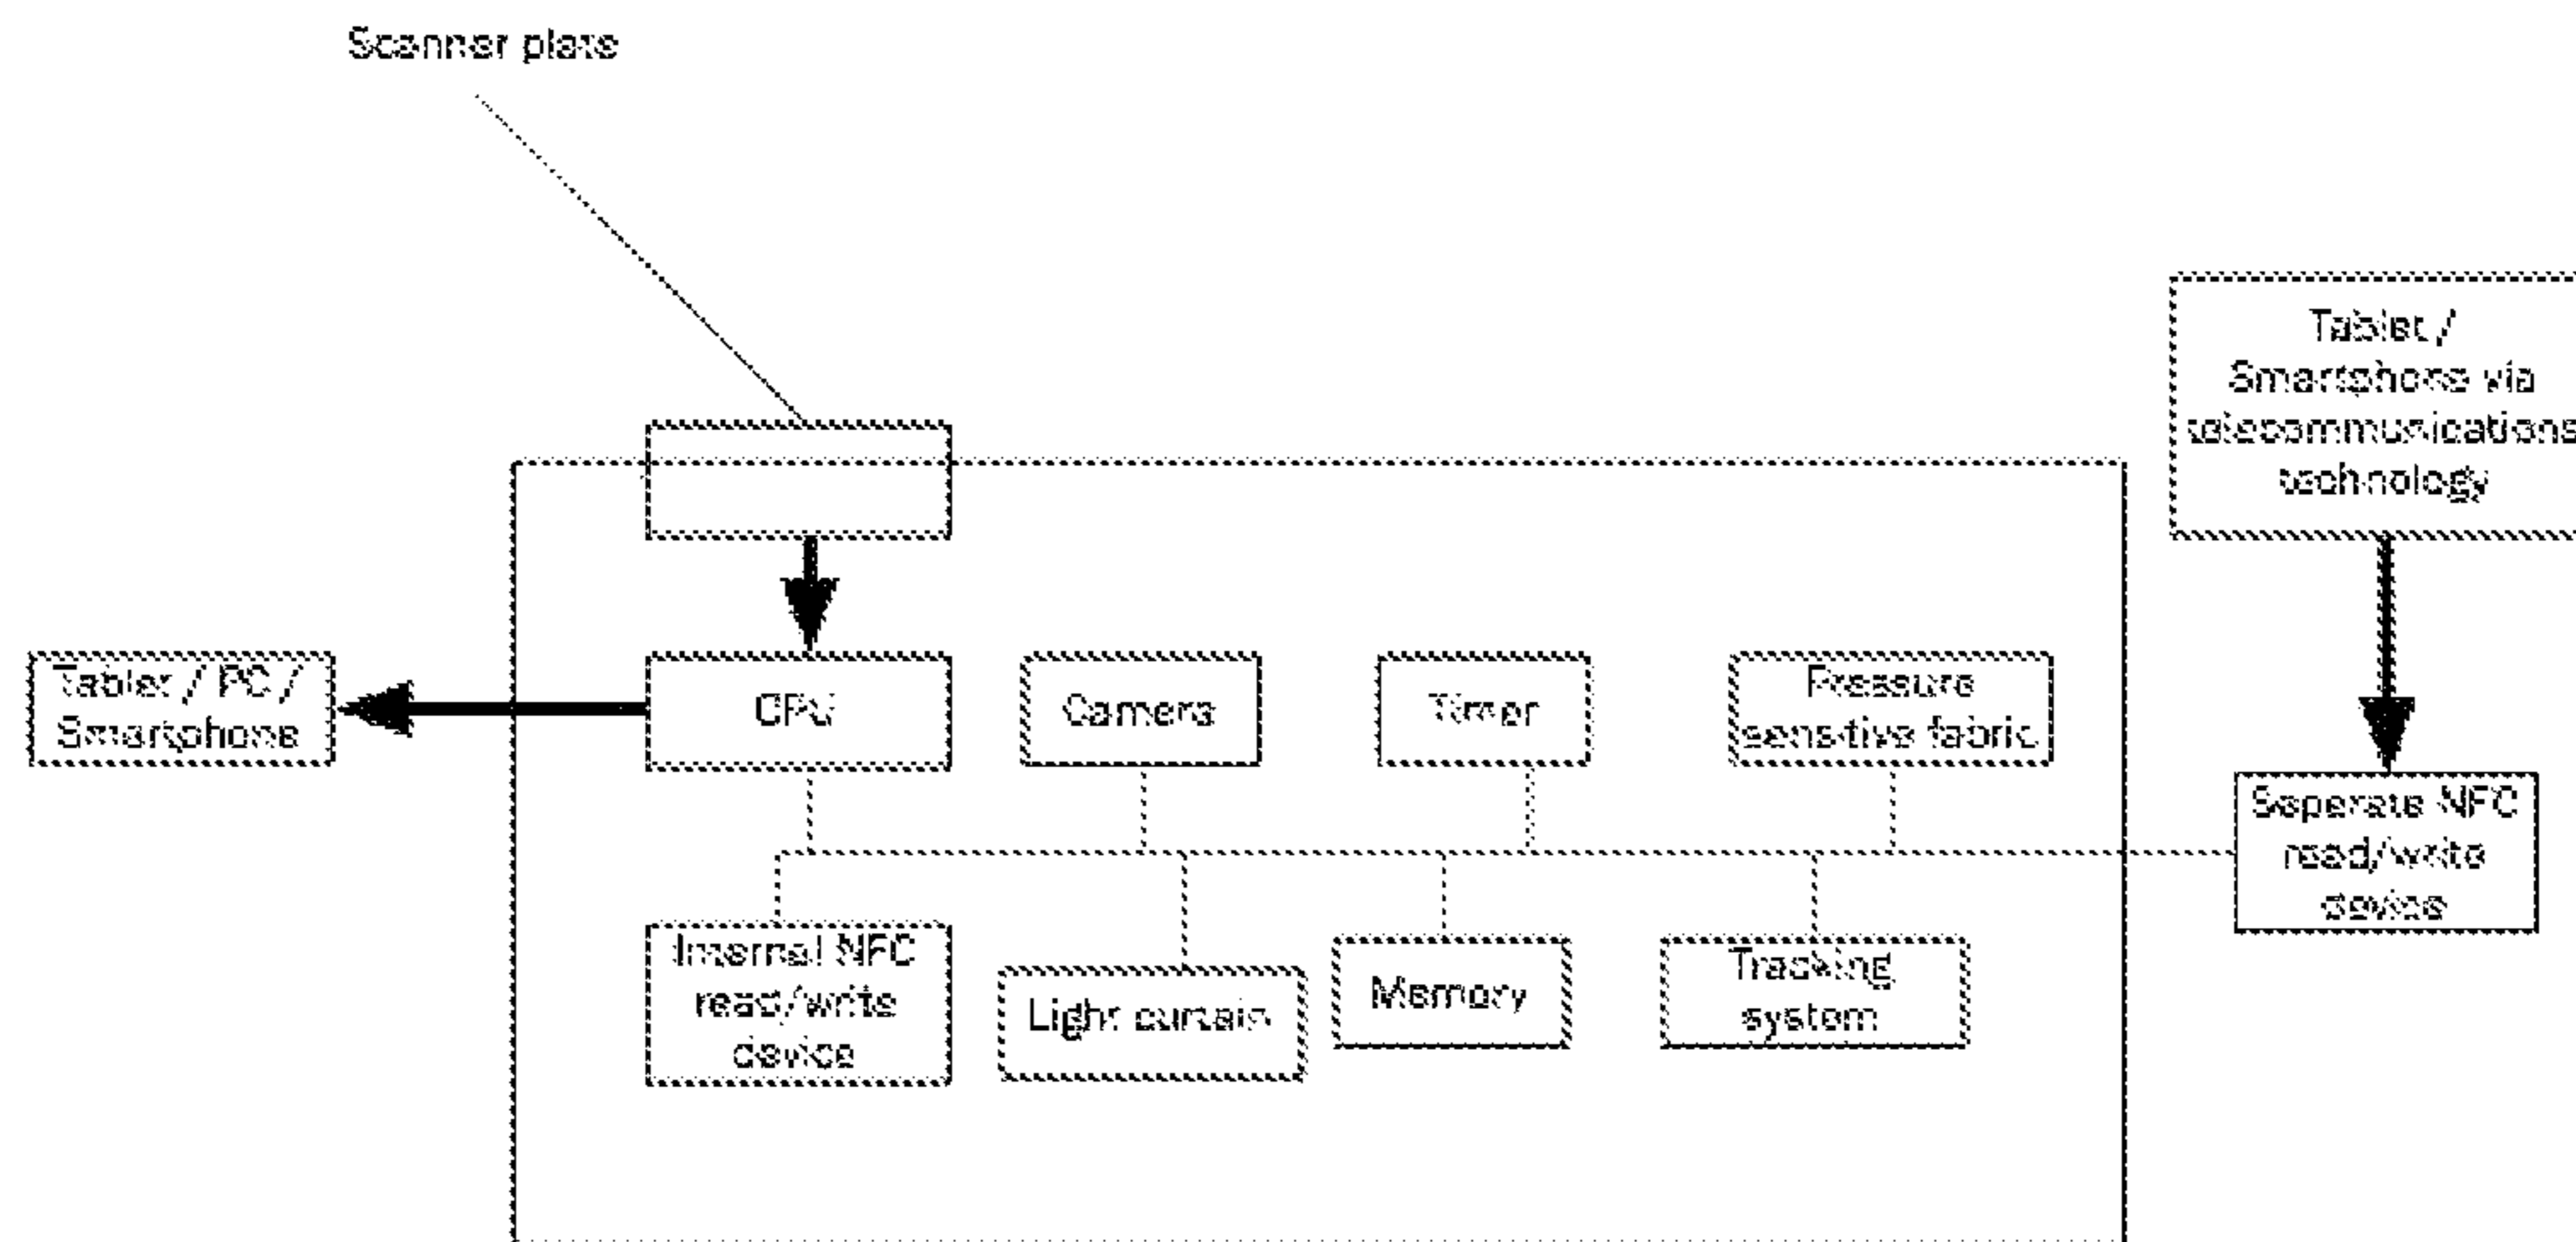 Scanner plate
Tablet /
Smartphone via
telecommunications
technology
Tablet / PC /
Smartphone
CPU
Camera
Timer
Pressure
sensitive fabric
Seperate NFC
read/write
device
Internal NFC
read/write
device
Light curtain
Memory
Tracking
system